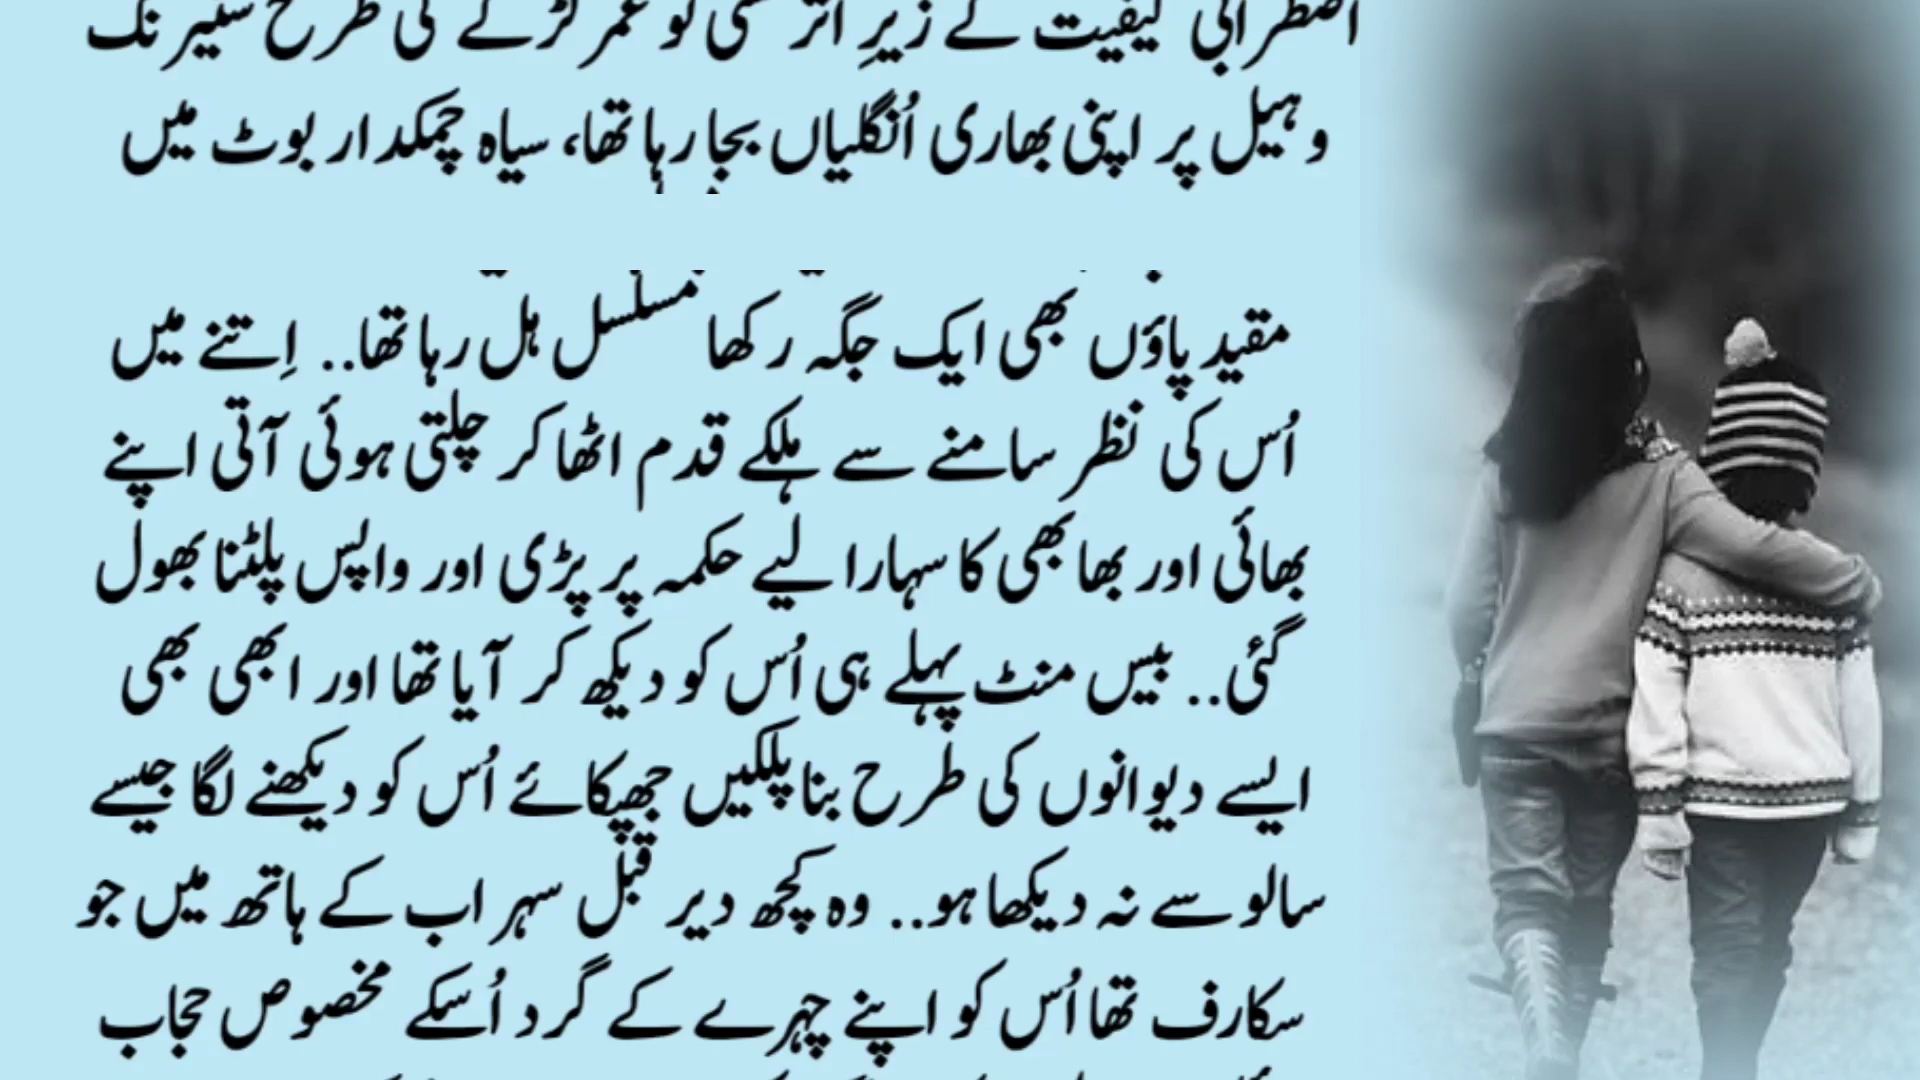 اضطرابی کیفیت کے زیرِ اثر کسی نو عمر لڑکے کی طرح سٹیرنگ
وہیل پر اپنی بھاری اُنگلیاں بجا رہا تھا، سیاہ چمکدار بوٹ میں
مقید پاؤں بھی ایک جگہ رکھا مسلسل ہل رہا تھا.. اِتنے میں
اُس کی نظر سامنے سے ہلکے قدم اٹھا کر چلتی ہوئی آتی اپنے
بھائی اور بھابھی کا سہارا لیے حکمہ پر پڑی اور واپس پلٹنا بھول
گئی.. بیس منٹ پہلے ہی اُس کو دیکھ کر آیا تھا اور ابھی بھی
ایسے دیوانوں کی طرح بنا پلکیں جھپکائے اُس کو دیکھنے لگا جیسے
سالو سے نہ دیکھا ہو.. وہ کچھ دیر قبل سہراب کے ہاتھ میں جو
سکارف تھا اُس کو اپنے چہرے کے گرد اُسکے مخصوص حجاب